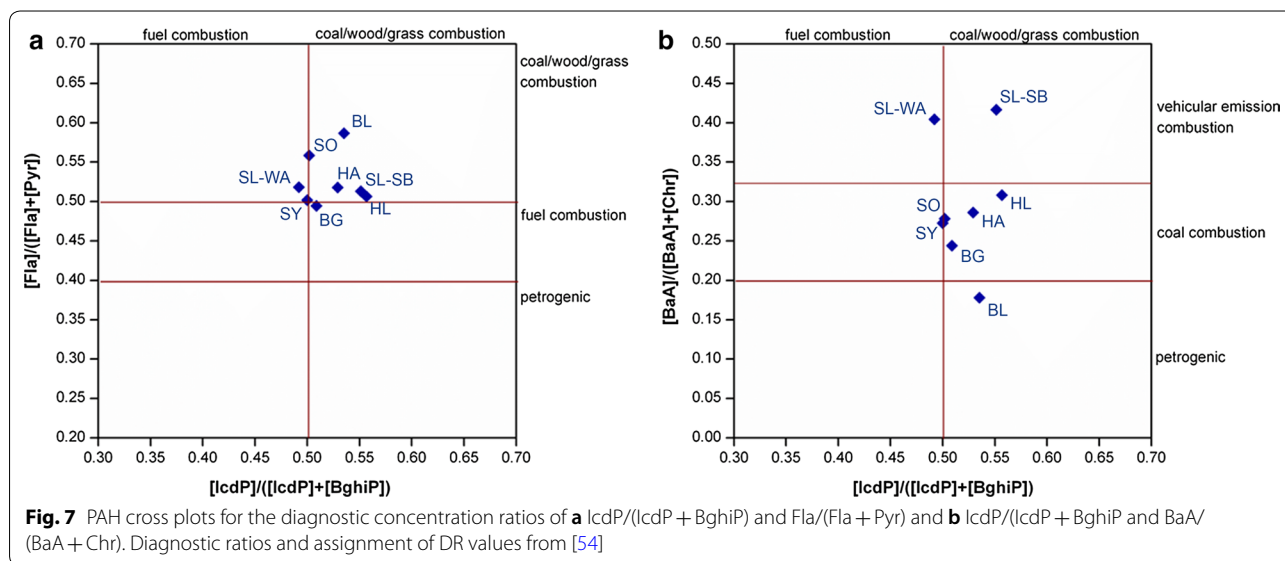 a
fuel combustion
coal/wood/grass combustion
0.70
0.65
0.60
0.55
0.50
0.45
0.40
0.35
0.30
0.25
0.20
[Fla]/([Fla]+[Pyr])
BL
SO
HA
SL-WA
SL-SB
SY
BG
HL
coal/wood/grass
combustion
fuel combustion
petrogenic
0.30 0.35 0.40 0.45 0.50 0.55 0.60 0.65 0.70
[IcdP]/([IcdP]+[BghiP])
b
fuel combustion
coal/wood/grass combustion
0.50
0.45
0.40
0.35
0.30
0.25
0.20
0.15
0.10
0.05
0.00
[BaA]/([BaA]+[Chr])
SL-WA
SL-SB
SO
HL
HA
SY
BG
BL
vehicular emission
combustion
coal combustion
petrogenic
0.30 0.35 0.40 0.45 0.50 0.55 0.60 0.65 0.70
[IcdP]/([IcdP]+[BghiP])
Fig. 7 PAH cross plots for the diagnostic concentration ratios of a IcdP/(IcdP + BghiP) and Fla/(Fla + Pyr) and b IcdP/(IcdP + BghiP and BaA/
(BaA + Chr). Diagnostic ratios and assignment of DR values from [54]